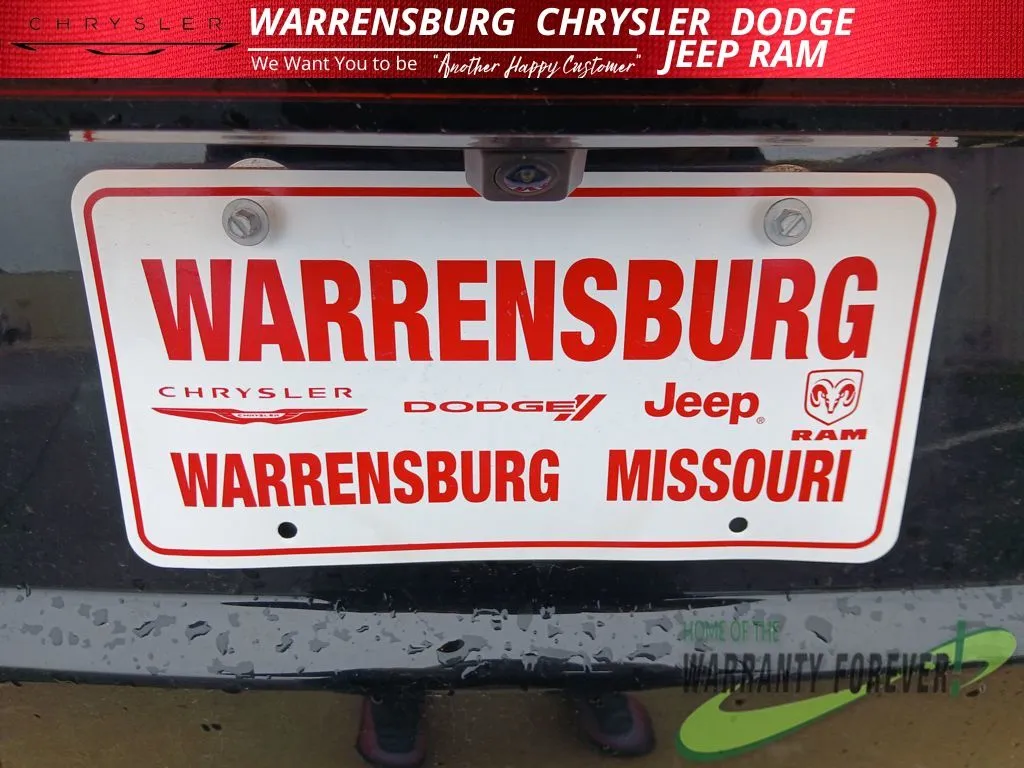 CHRYSLER
WARRENSBURG CHRYSLER DODGE
JEEP RAM
We Want You to be "Another Happy Customer"
WARRENSBURG
CHRYSLER DODGE Jeep® RAM
CHRYSLER
WARRENSBURG MISSOURI
HOME OF THE
WARRANTY FOREVER!